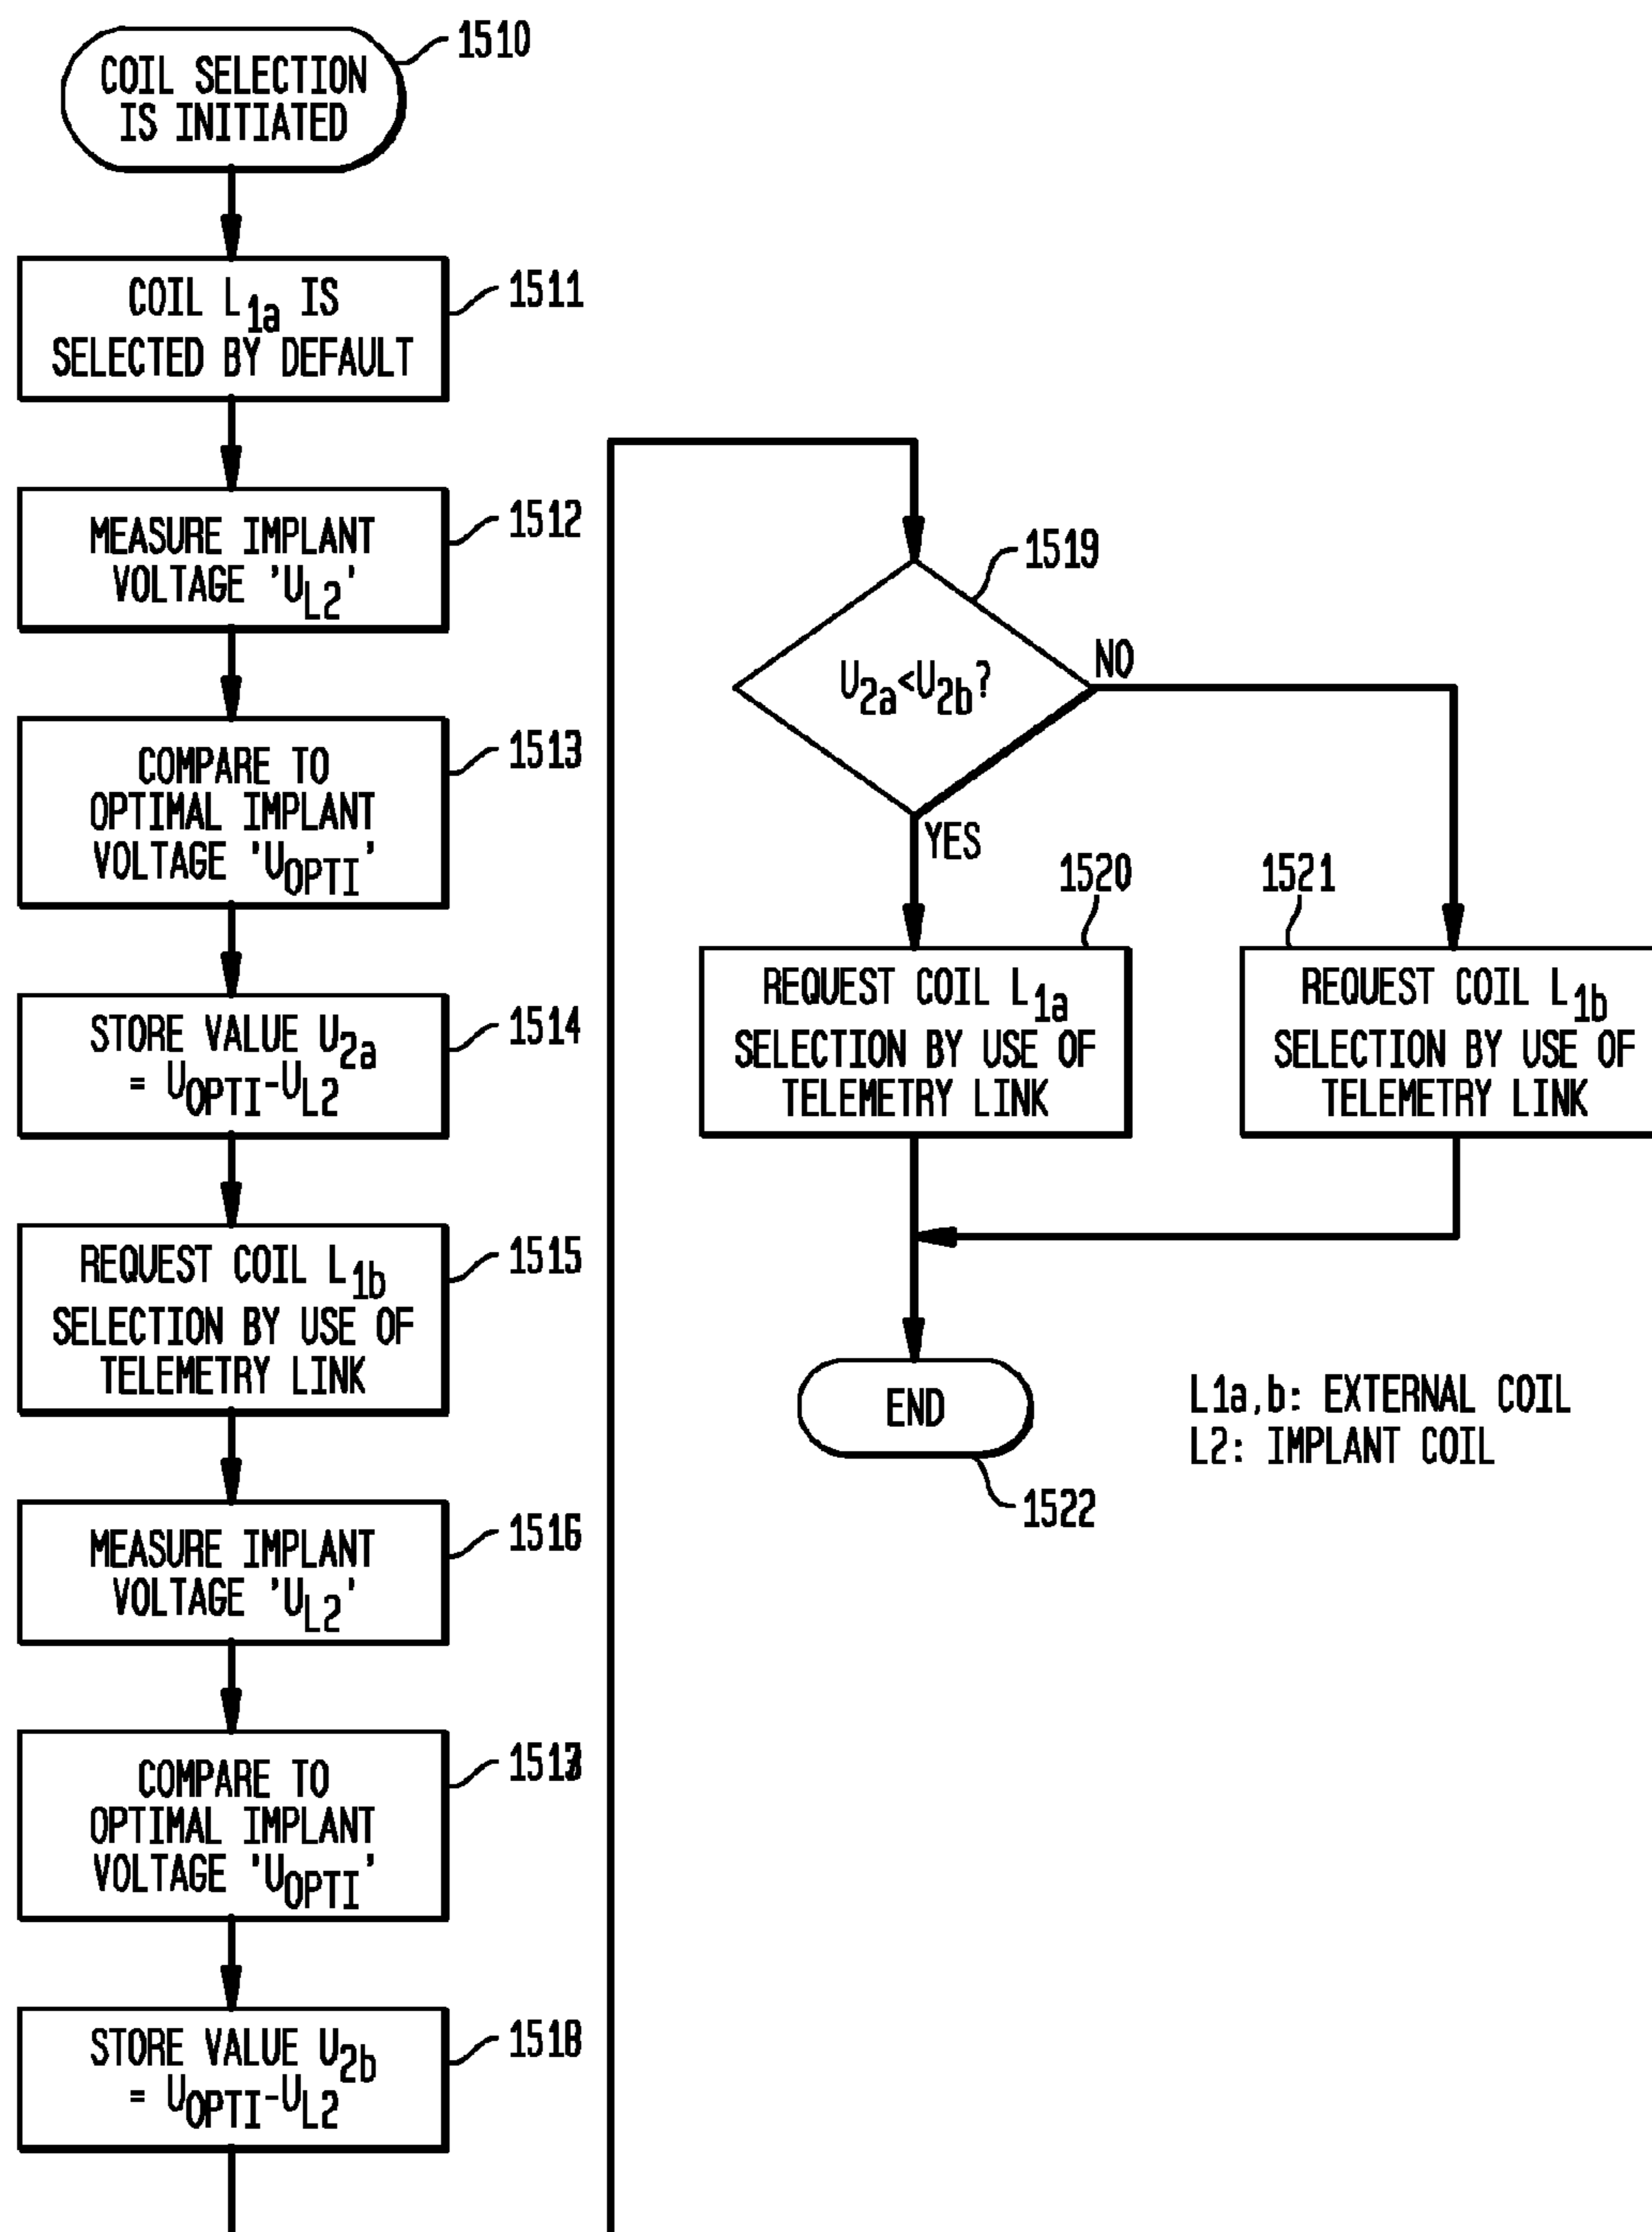 1510
COIL SELECTION
IS INITIATED
1511
COIL L1a IS
SELECTED BY DEFAULT
1512
MEASURE IMPLANT
VOLTAGE 'UL2'
1513
COMPARE TO
OPTIMAL IMPLANT
VOLTAGE 'UOPTI'
1514
STORE VALUE U2a
= UOPTI-UL2
1515
REQUEST COIL L1b
SELECTION BY USE OF
TELEMETRY LINK
1516
MEASURE IMPLANT
VOLTAGE 'UL2'
COMPARE TO
OPTIMAL IMPLANT
VOLTAGE 'UOPTI'
1518
STORE VALUE U2b
= UOPTI-UL2
1519
U2a<U2b?
NO
YES
1520
REQUEST COIL L1a
SELECTION BY USE OF
TELEMETRY LINK
1521
REQUEST COIL L1b
SELECTION BY USE OF
TELEMETRY LINK
END
1522
L1a,b: EXTERNAL COIL
L2: IMPLANT COIL